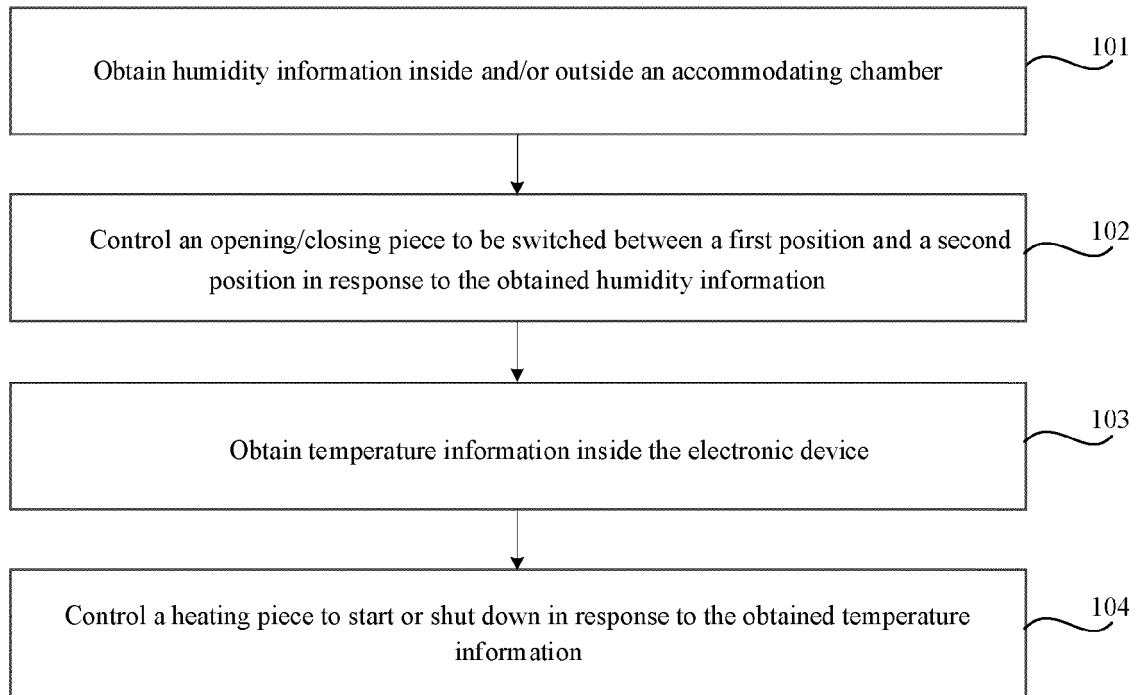 Obtain humidity information inside and/or outside an accommodating chamber
101
Control an opening/closing piece to be switched between a first position and a second
position in response to the obtained humidity information
102
Obtain temperature information inside the electronic device
103
Control a heating piece to start or shut down in response to the obtained temperature
information
104